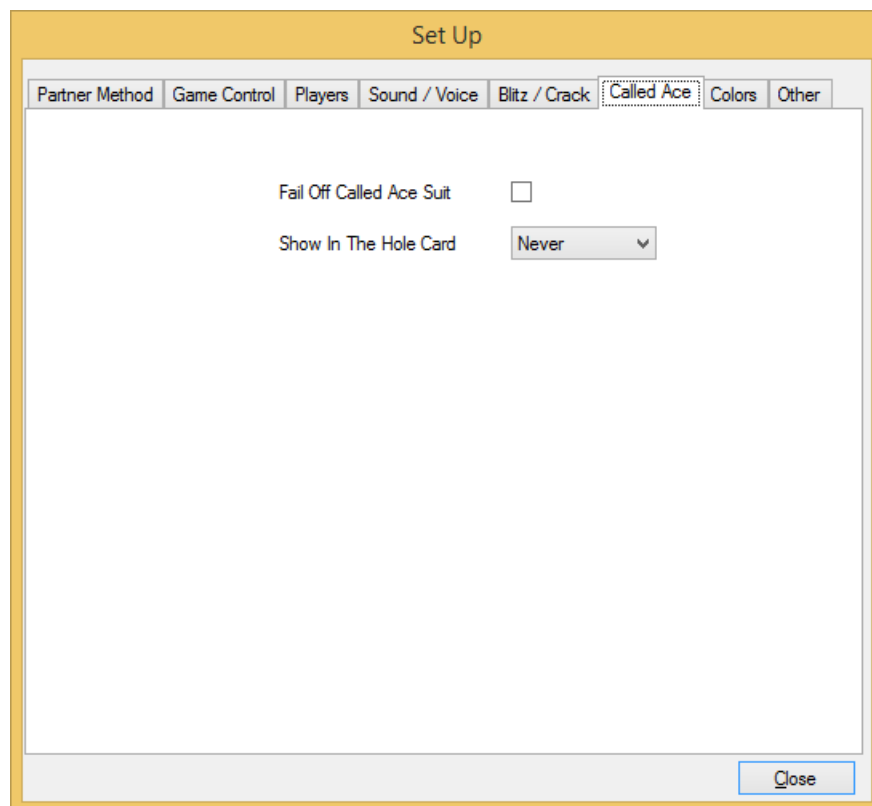 Set Up
Partner Method Game Control Players Sound / Voice Blitz / Crack Called Ace Colors Other
Fail Off Called Ace Suit
Show In The Hole Card Never
Close